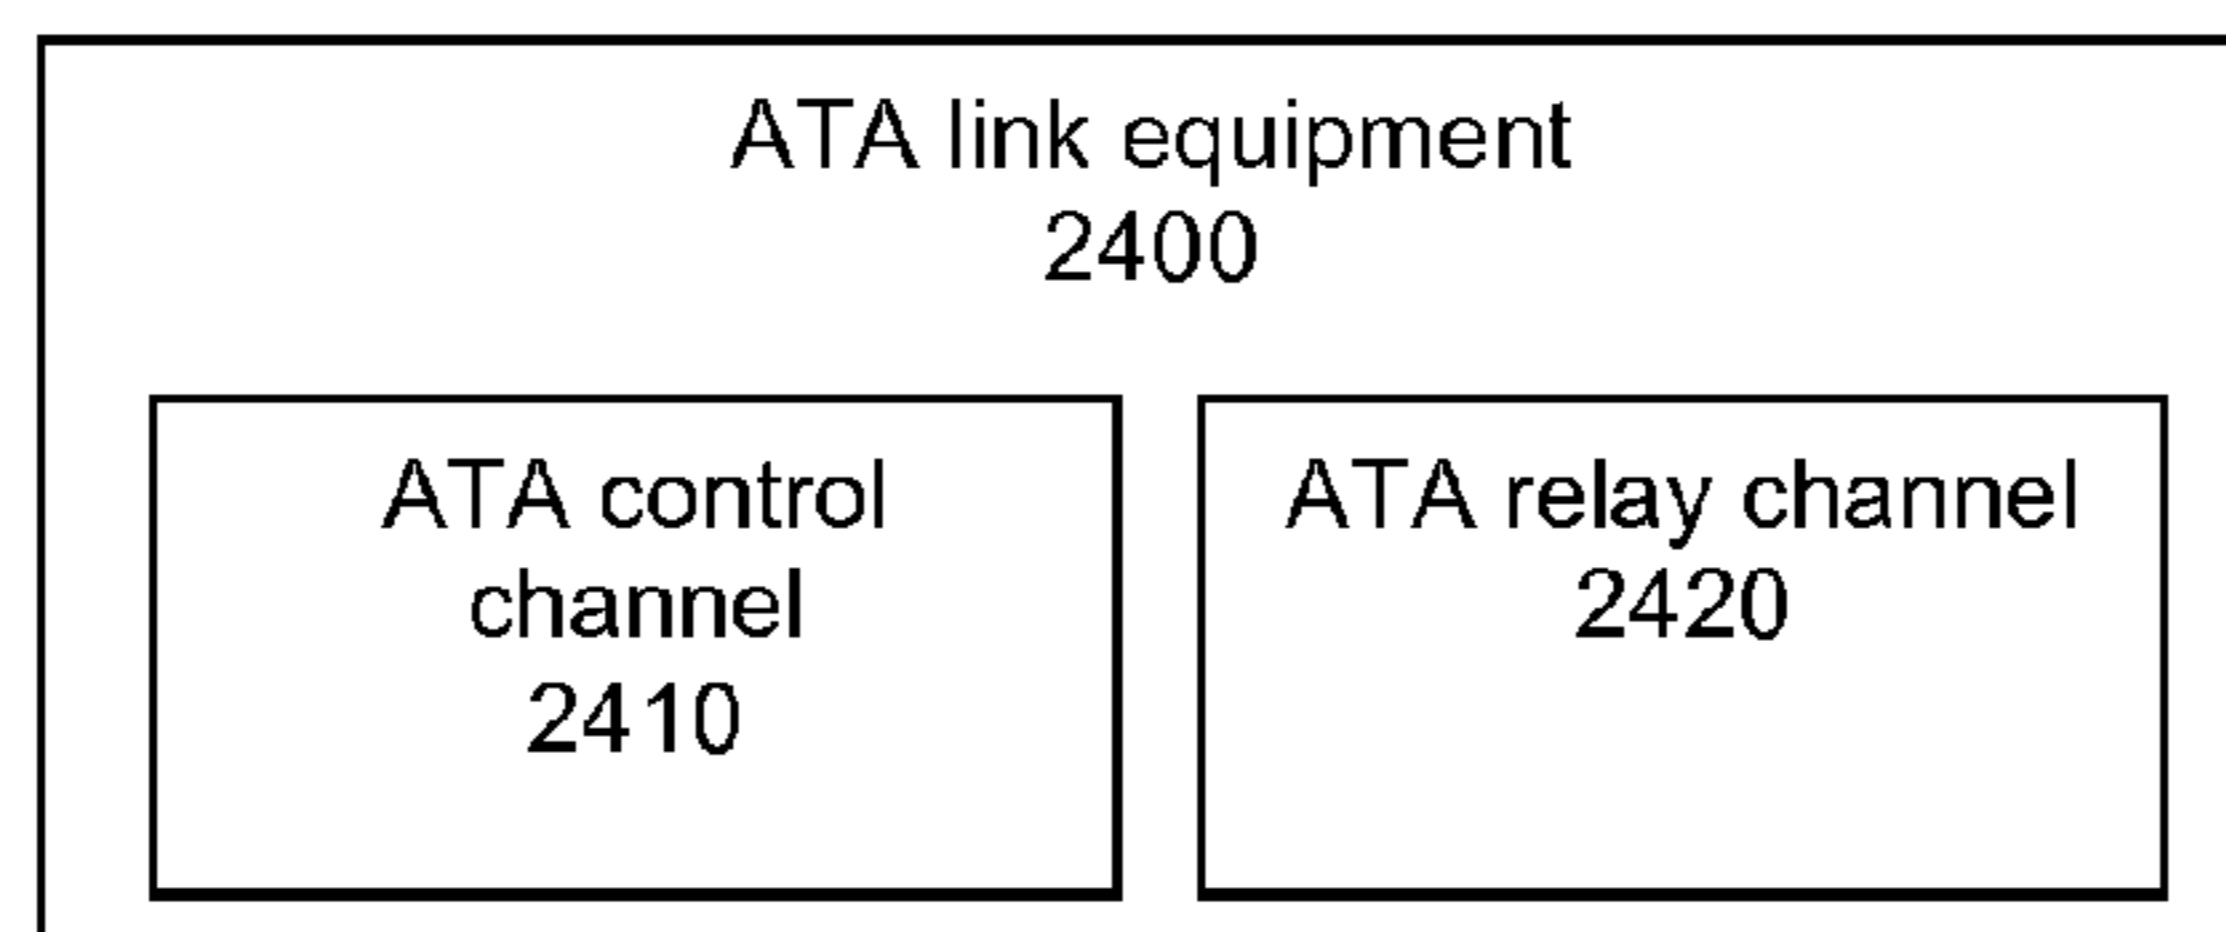 ATA link equipment
2400
ATA control
channel
2410
ATA relay channel
2420